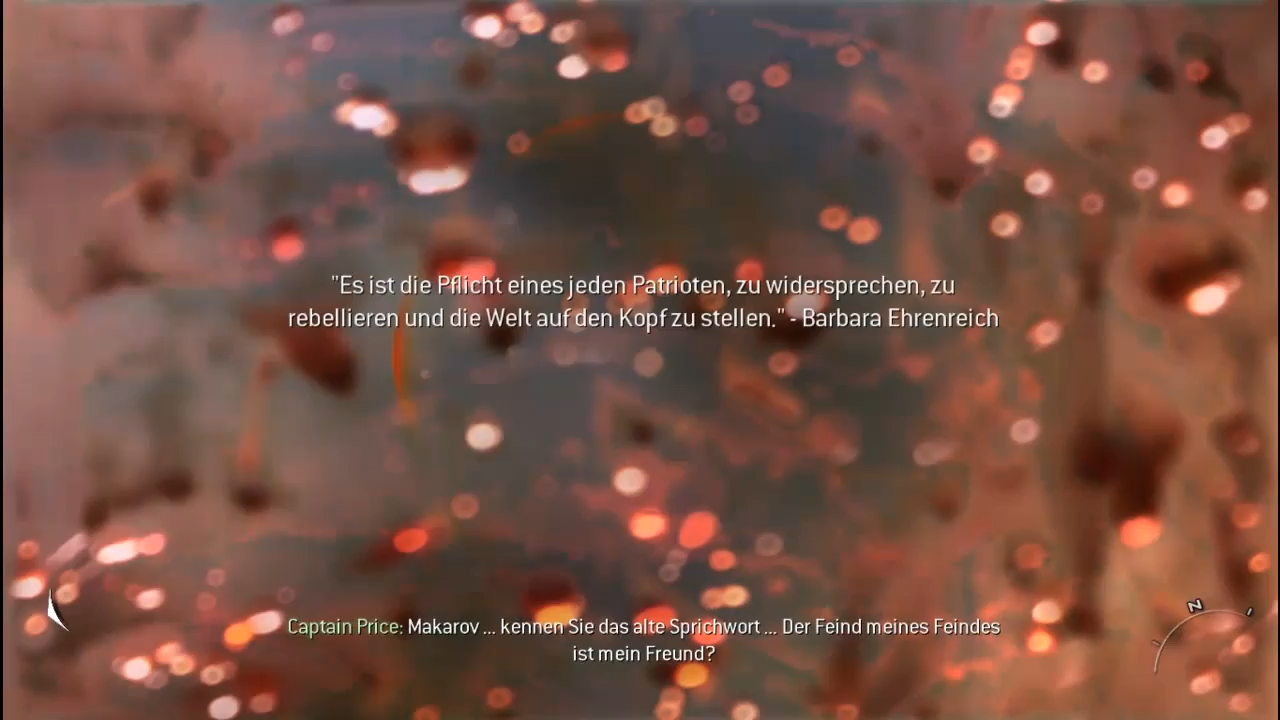 "Es ist die Pflicht eines jeden Patrioten, zu widersprechen, zu
rebellieren und die Welt auf den Kopf zu stellen." - Barbara Ehrenreich
N
Captain Price: Makarov ... kennen Sie das alte Sprichwort ... Der Feind meines Feindes
ist mein Freund?